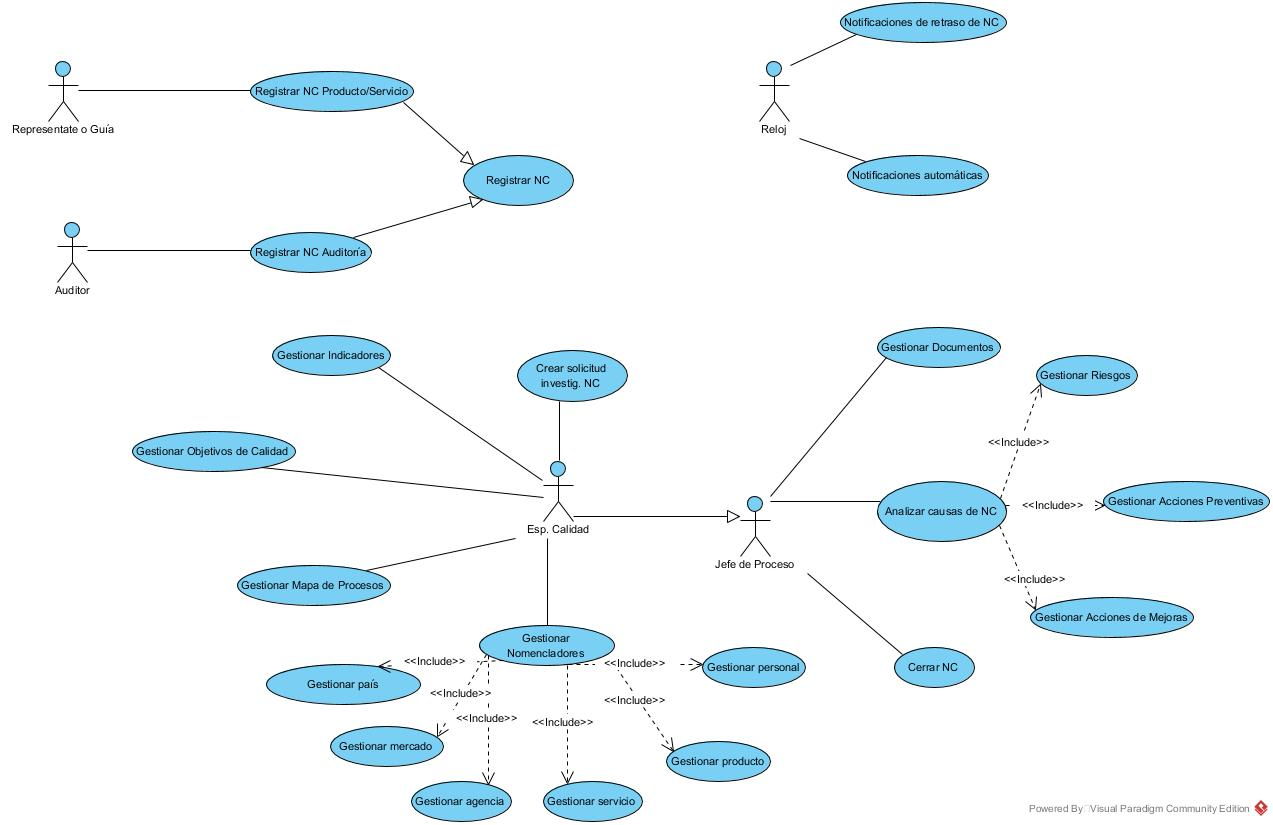 Notificaciones de retraso de NC
Registrar NC Producto/Servicio
Representate o Guía
Reloj
Notificaciones automáticas
Registrar NC
Registrar NC Auditoría
Auditor
Gestionar Documentos
Gestionar Indicadores
Crear solicitud
investig. NC
Gestionar Riesgos
<<Include>>
Gestionar Objetivos de Calidad
Gestionar Acciones Preventivas
<<Include>>
Analizar causas de NC
Esp. Calidad
Jefe de Proceso
<<Include>>
Gestionar Mapa de Procesos
Gestionar Acciones de Mejoras
Gestionar
Nomencladores
<<Include>>
<<Include>>
Gestionar personal
Cerrar NC
Gestionar país
<<Include>>
<<Include>>
<<Include>>
<<Include>>
Gestionar mercado
Gestionar producto
Gestionar agencia
Gestionar servicio
Powered By Visual Paradigm Community Edition